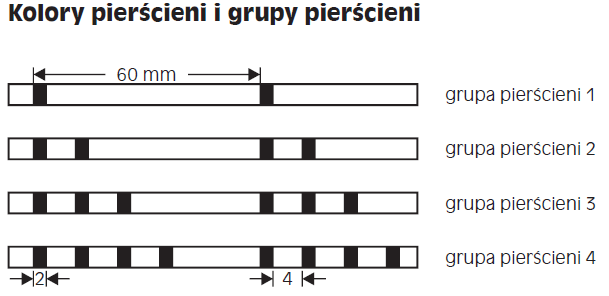 Kolory pierścieni i grupy pierścieni
60 mm
grupa pierścieni 1
grupa pierścieni 2
grupa pierścieni 3
grupa pierścieni 4
2
4